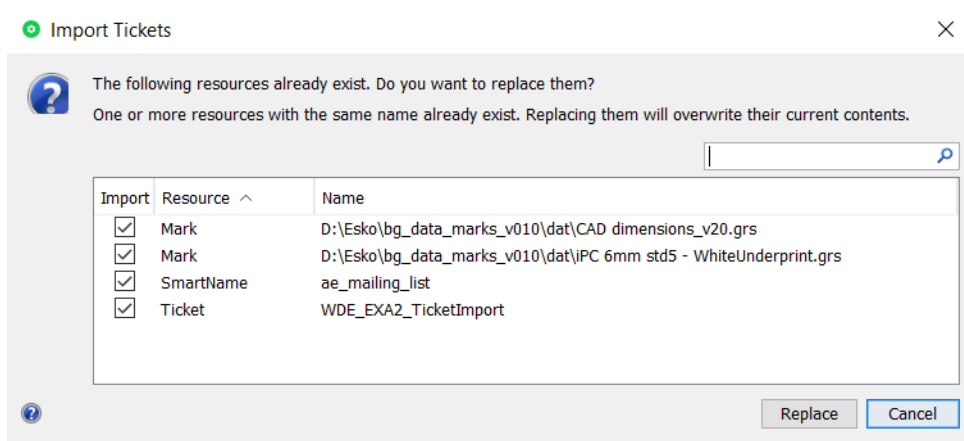 Import Tickets
The following resources already exist. Do you want to replace them?
One or more resources with the same name already exist. Replacing them will overwrite their current contents.
Import Resource Name
Mark D:\Esko\bg_data_marks_v010\dat\CAD dimensions_v20.grs
Mark D:\Esko\bg_data_marks_v010\dat\iPC 6mm std5 - WhiteUnderprint.grs
SmartName ae_mailing_list
Ticket WDE_EXA2_TicketImport
Replace Cancel